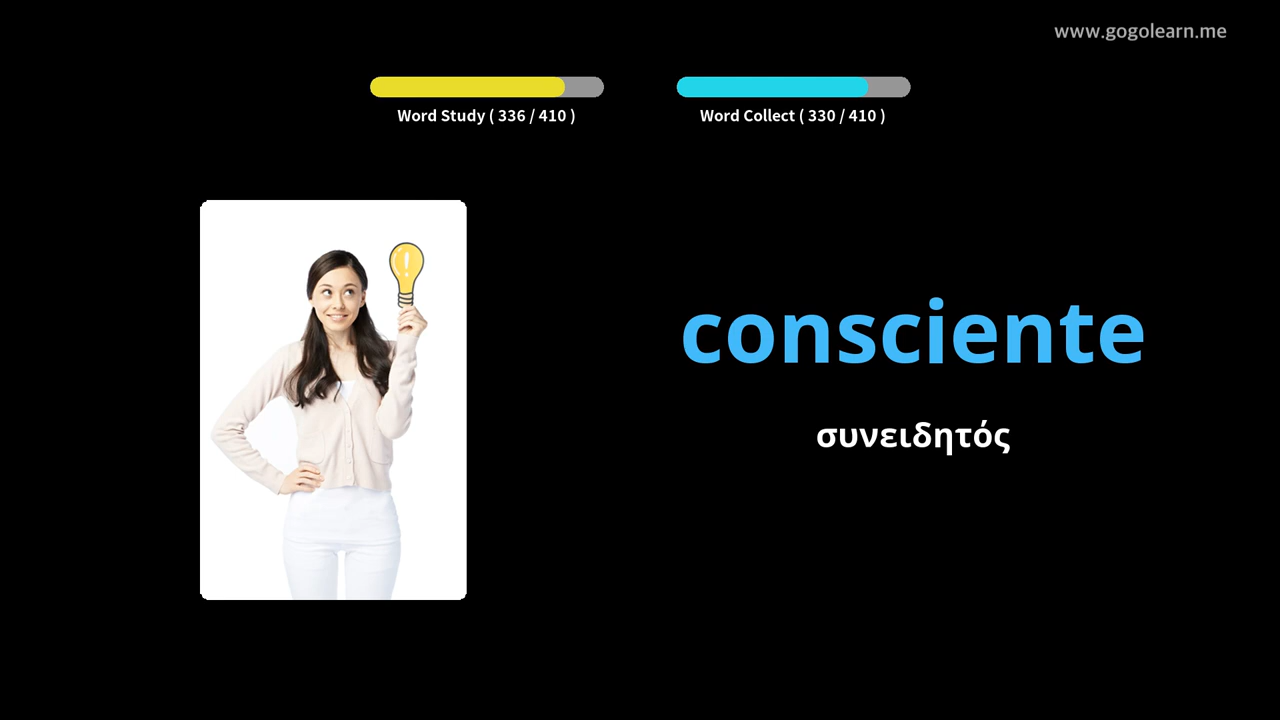 www.gogolearn.me
Word Study ( 336 / 410 )
Word Collect ( 330 / 410 )
consciente
συνειδητός